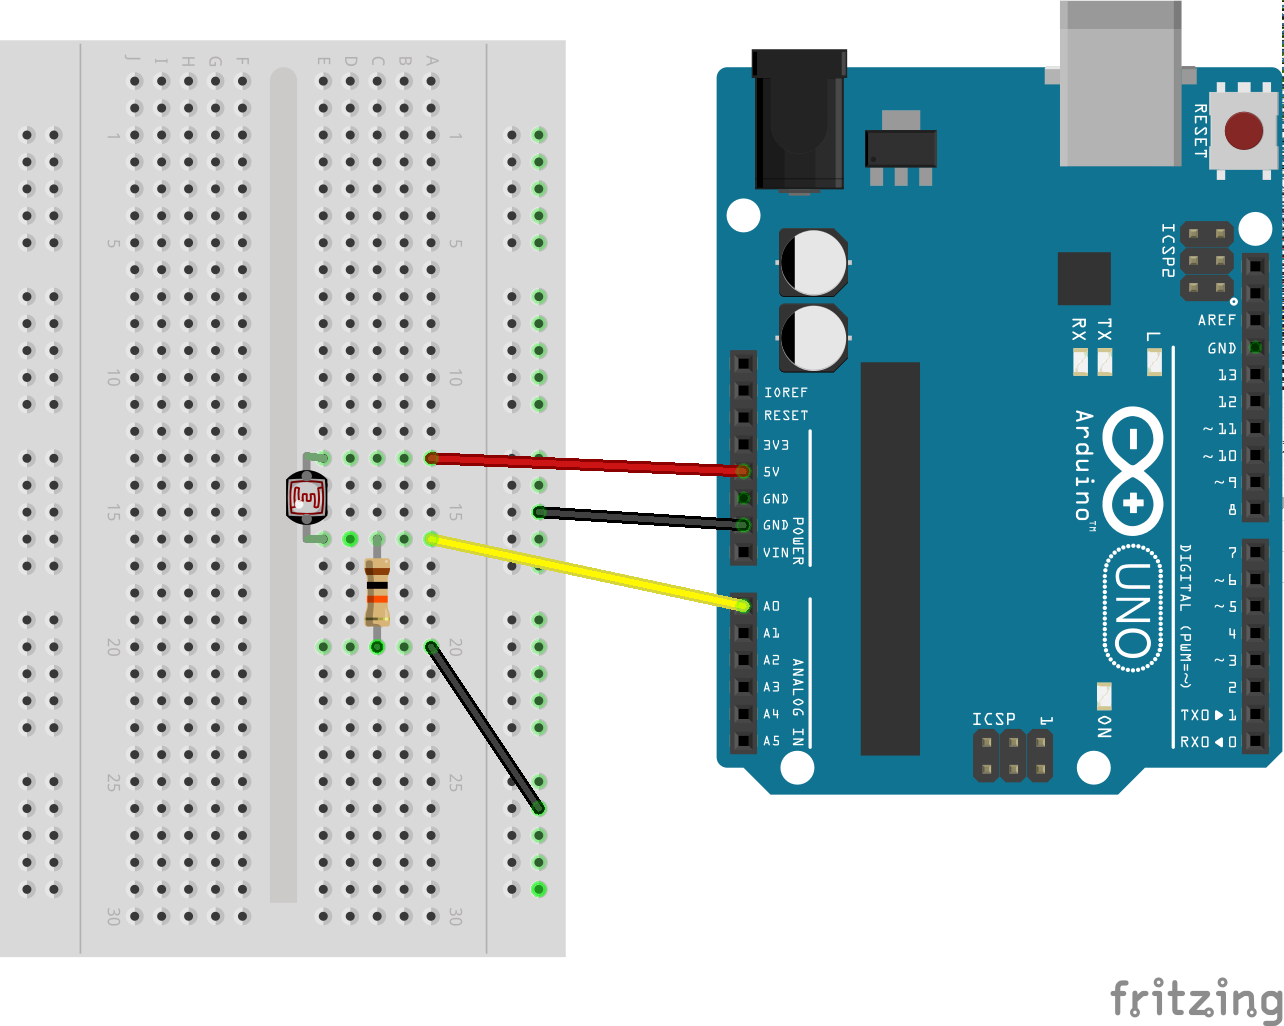 J I H G F E D C B A
1 1
5 5
10 10
15 15
20 20
25 25
30 30
RESET
ICSP2
AREF
GND
RX TX L
13
12
~11
~10
~9
8
IOREF
RESET
3V3
5V
GND
GND
VIN
POWER
Arduino™
UNO
7
~6
~5
4
~3
2
TX0▶1
RX0◀0
DIGITAL (PWM=~)
A0
A1
A2
A3
A4
A5
ANALOG IN
ICSP 1
ON
fritzing